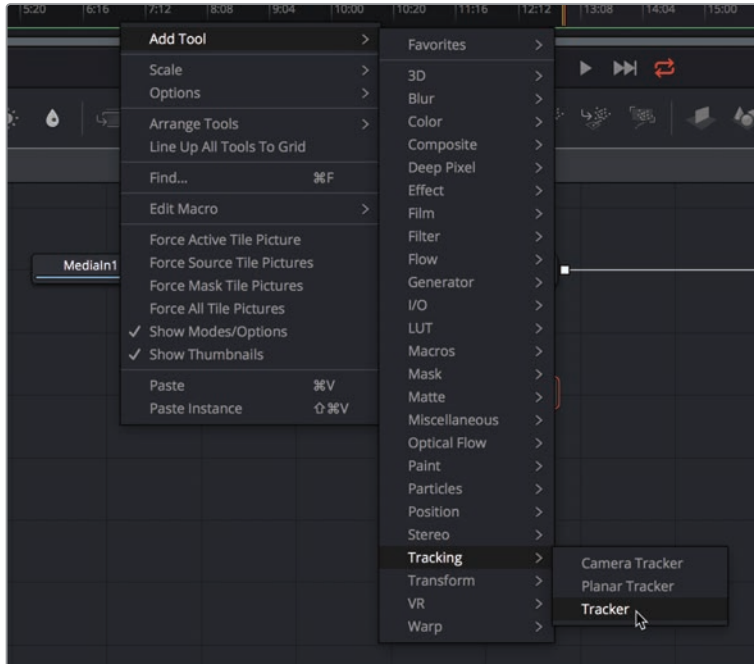 5:20 6:16 7:12 8:08 9:04 10:00 10:20 11:16 12:12 13:08 14:04 15:00
Add Tool
Scale
Options
Arrange Tools
Line Up All Tools To Grid
Find... ⌘F
Edit Macro
Force Active Tile Picture
Force Source Tile Pictures
Force Mask Tile Pictures
Force All Tile Pictures
✓ Show Modes/Options
✓ Show Thumbnails
Paste ⌘V
Paste Instance ⇧⌘V
MediaIn1
Favorites
3D
Blur
Color
Composite
Deep Pixel
Effect
Film
Filter
Flow
Generator
I/O
LUT
Macros
Mask
Matte
Miscellaneous
Optical Flow
Paint
Particles
Position
Stereo
Tracking
Transform
VR
Warp
Camera Tracker
Planar Tracker
Tracker